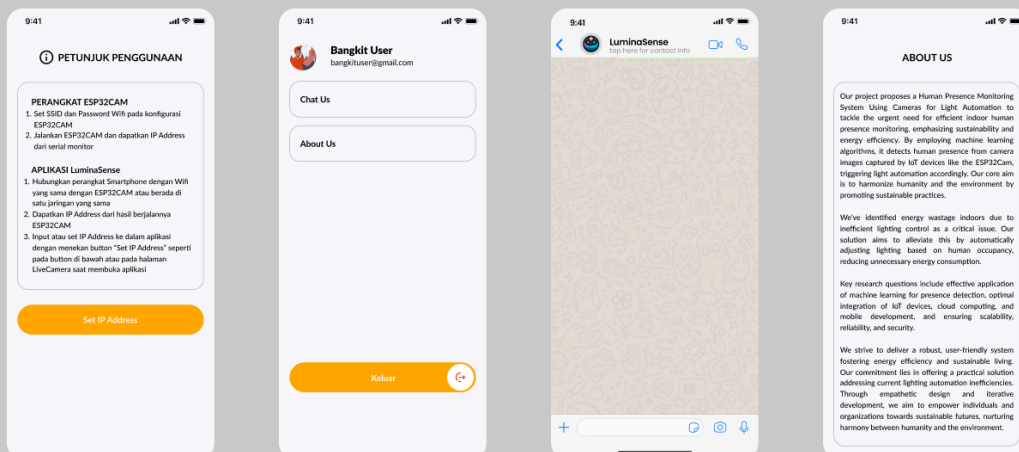 9:41
PETUNJUK PENGGUNAAN
PERANGKAT ESP32CAM
1. Set SSID dan Password Wifi pada konfigurasi
ESP32CAM
2. Jalankan ESP32CAM dan dapatkan IP Address
dari serial monitor
APLIKASI LuminaSense
1. Hubungkan perangkat Smartphone dengan Wifi
yang sama dengan ESP32CAM atau berada di
satu jaringan yang sama
2. Dapatkan IP Address dari hasil berjalannya
ESP32CAM
3. Input atau set IP Address ke dalam aplikasi
dengan menekan button "Set IP Address" seperti
pada button di bawah atau pada halaman
LiveCamera saat membuka aplikasi
Set IP Address
9:41
Bangkit User
bangkituser@gmail.com
Chat Us
About Us
Keluar
9:41
LuminaSense
tap here for contact info
9:41
ABOUT US
Our project proposes a Human Presence Monitoring
System Using Cameras for Light Automation to
tackle the urgent need for efficient indoor human
presence monitoring, emphasizing sustainability and
energy efficiency. By employing machine learning
algorithms, it detects human presence from camera
images captured by IoT devices like the ESP32Cam,
triggering light automation accordingly. Our core aim
is to harmonize humanity and the environment by
promoting sustainable practices.
We've identified energy wastage indoors due to
inefficient lighting control as a critical issue. Our
solution aims to alleviate this by automatically
adjusting lighting based on human occupancy,
reducing unnecessary energy consumption.
Key research questions include effective application
of machine learning for presence detection, optimal
integration of IoT devices, cloud computing, and
mobile development, and ensuring scalability,
reliability, and security.
We strive to deliver a robust, user-friendly system
fostering energy efficiency and sustainable living.
Our commitment lies in offering a practical solution
addressing current lighting automation inefficiencies.
Through empathetic design and iterative
development, we aim to empower individuals and
organizations towards sustainable futures, nurturing
harmony between humanity and the environment.